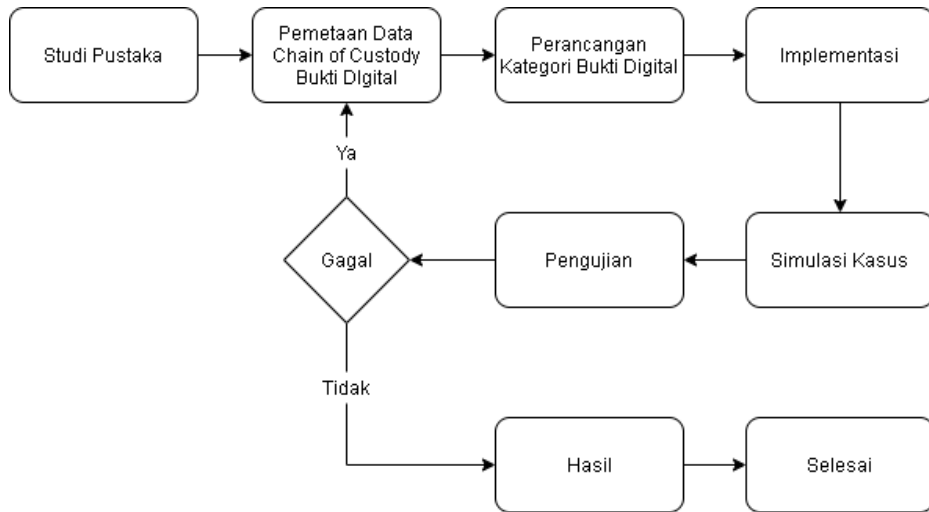 Studi Pustaka
Pemetaan Data
Chain of Custody
Bukti DIgital
Perancangan
Kategori Bukti Digital
Implementasi
Ya
Gagal
Pengujian
Simulasi Kasus
Tidak
Hasil
Selesai